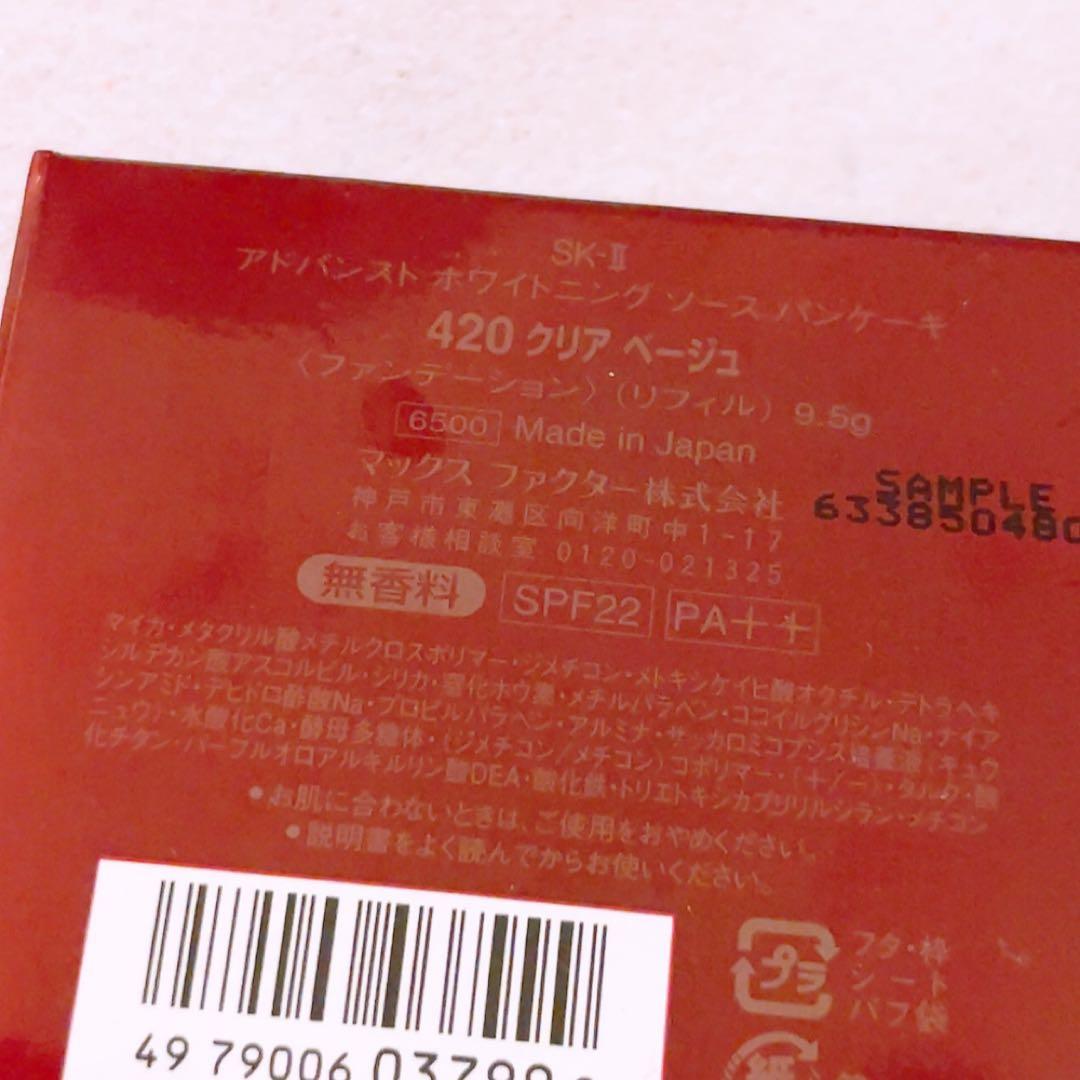 SK-Ⅱ
アドバンスト ホワイトニング ソース パンケーキ
420 クリア ベージュ
〈ファンデーション〉(リフィル) 9.5g
6500 Made in Japan
マックス ファクター株式会社
神戸市東灘区向洋町中1-17
お客様相談室 0120-021325
SAMPLE
633850480
無香料 SPF22 PA++
マイカ・メタクリル酸メチルクロスポリマー・ジメチコン・メトキシケイヒ酸オクチル・テトラヘキ
シルデカン酸アスコルビル・シリカ・窒化ホウ素・メチルパラベン・ココイルグリシンNa・ナイア
シンアミド・デヒドロ酢酸Na・プロピルパラベン・アルミナ・サッカロミコプシス培養液(キュウ
ニュウ)・水酸化Ca・酵母多糖体・(ジメチコン/メチコン)コポリマー・(+/-)・タルク・酸
化チタン・パーフルオロアルキルリン酸DEA・酸化鉄・トリエトキシカプリリルシラン・メチコン
●お肌に合わないときは、ご使用をおやめください。
●説明書をよく読んでからお使いください。
プラ
フタ・枠
シート
パフ袋
紙
49 79006